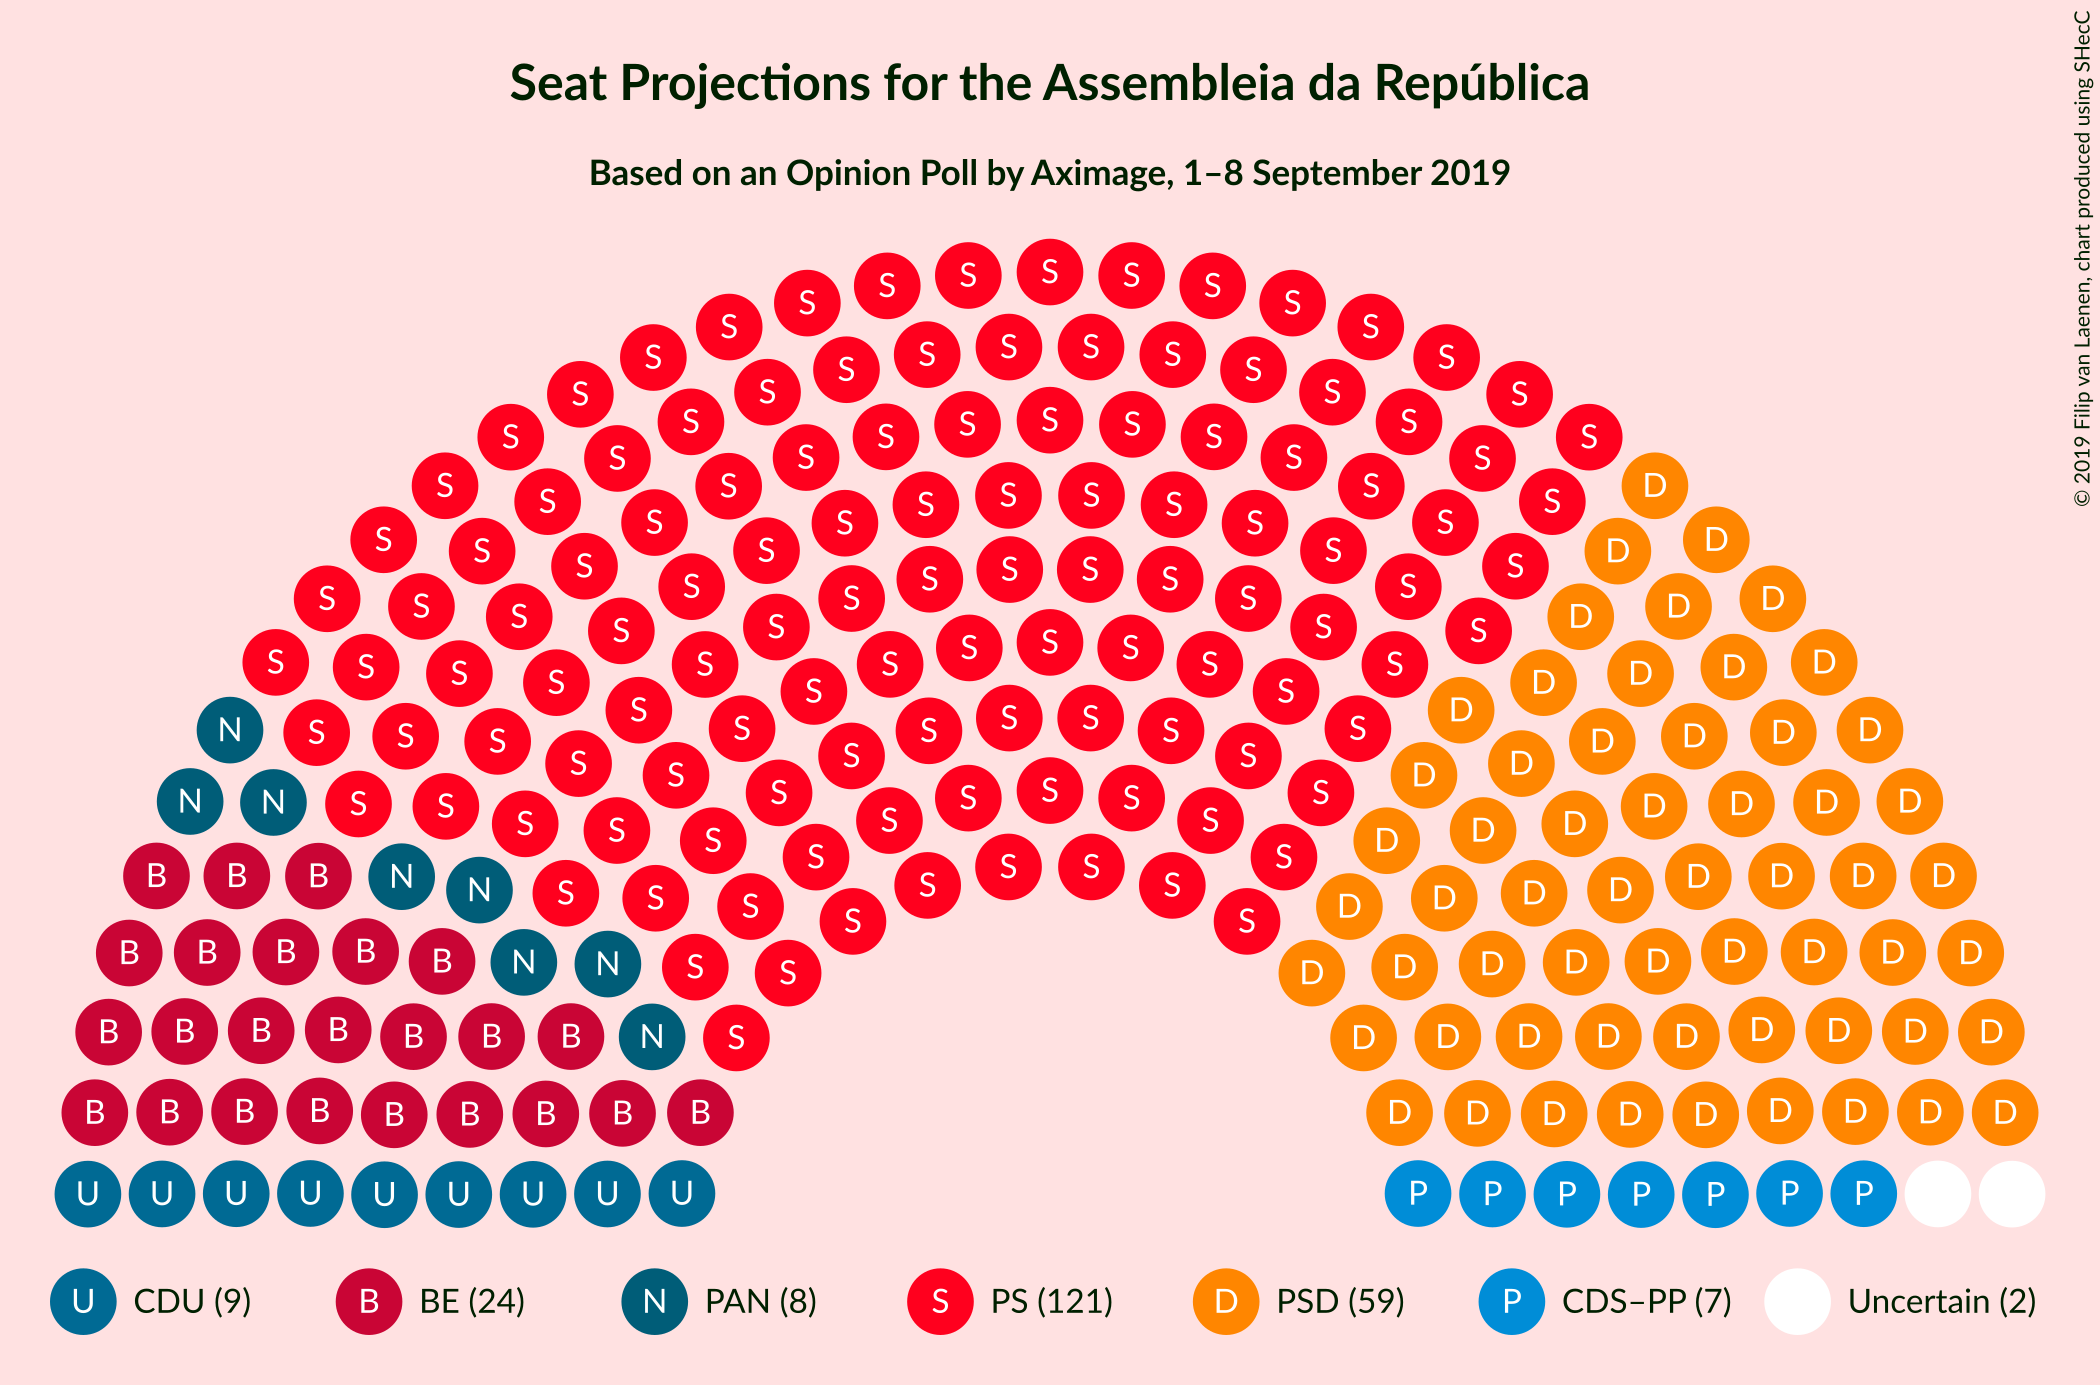 Seat Projections for the Assembleia da República
Based on an Opinion Poll by Aximage, 1–8 September 2019
© 2019 Filip van Laenen, chart produced using SHecC
S S S S S
S S S S
S S S S S S
S S S S
S S S S S S S
S S S S S S
S S S S S S
S S S S S S
S S S S S S D
S S S S S S
S S S S S S S S D D
S S S S S S S
S S S S S S S S D D D
S S S S S S S S S D
S S S S S S S S D D D D
N S S S S S S S S S S D D D D D
S S S S S S D D
N N S S S S S S S S D D D D
S S S S S S D D D
B B B N N S S S S S S D D D D D D D
B B B B B N N S S S S S S D D D D D D D D D
B B B B B B B N S D D D D D D D D D
B B B B B B B B B D D D D D D D D D
U U U U U U U U U P P P P P P P
U CDU (9) B BE (24) N PAN (8) S PS (121) D PSD (59) P CDS–PP (7) Uncertain (2)